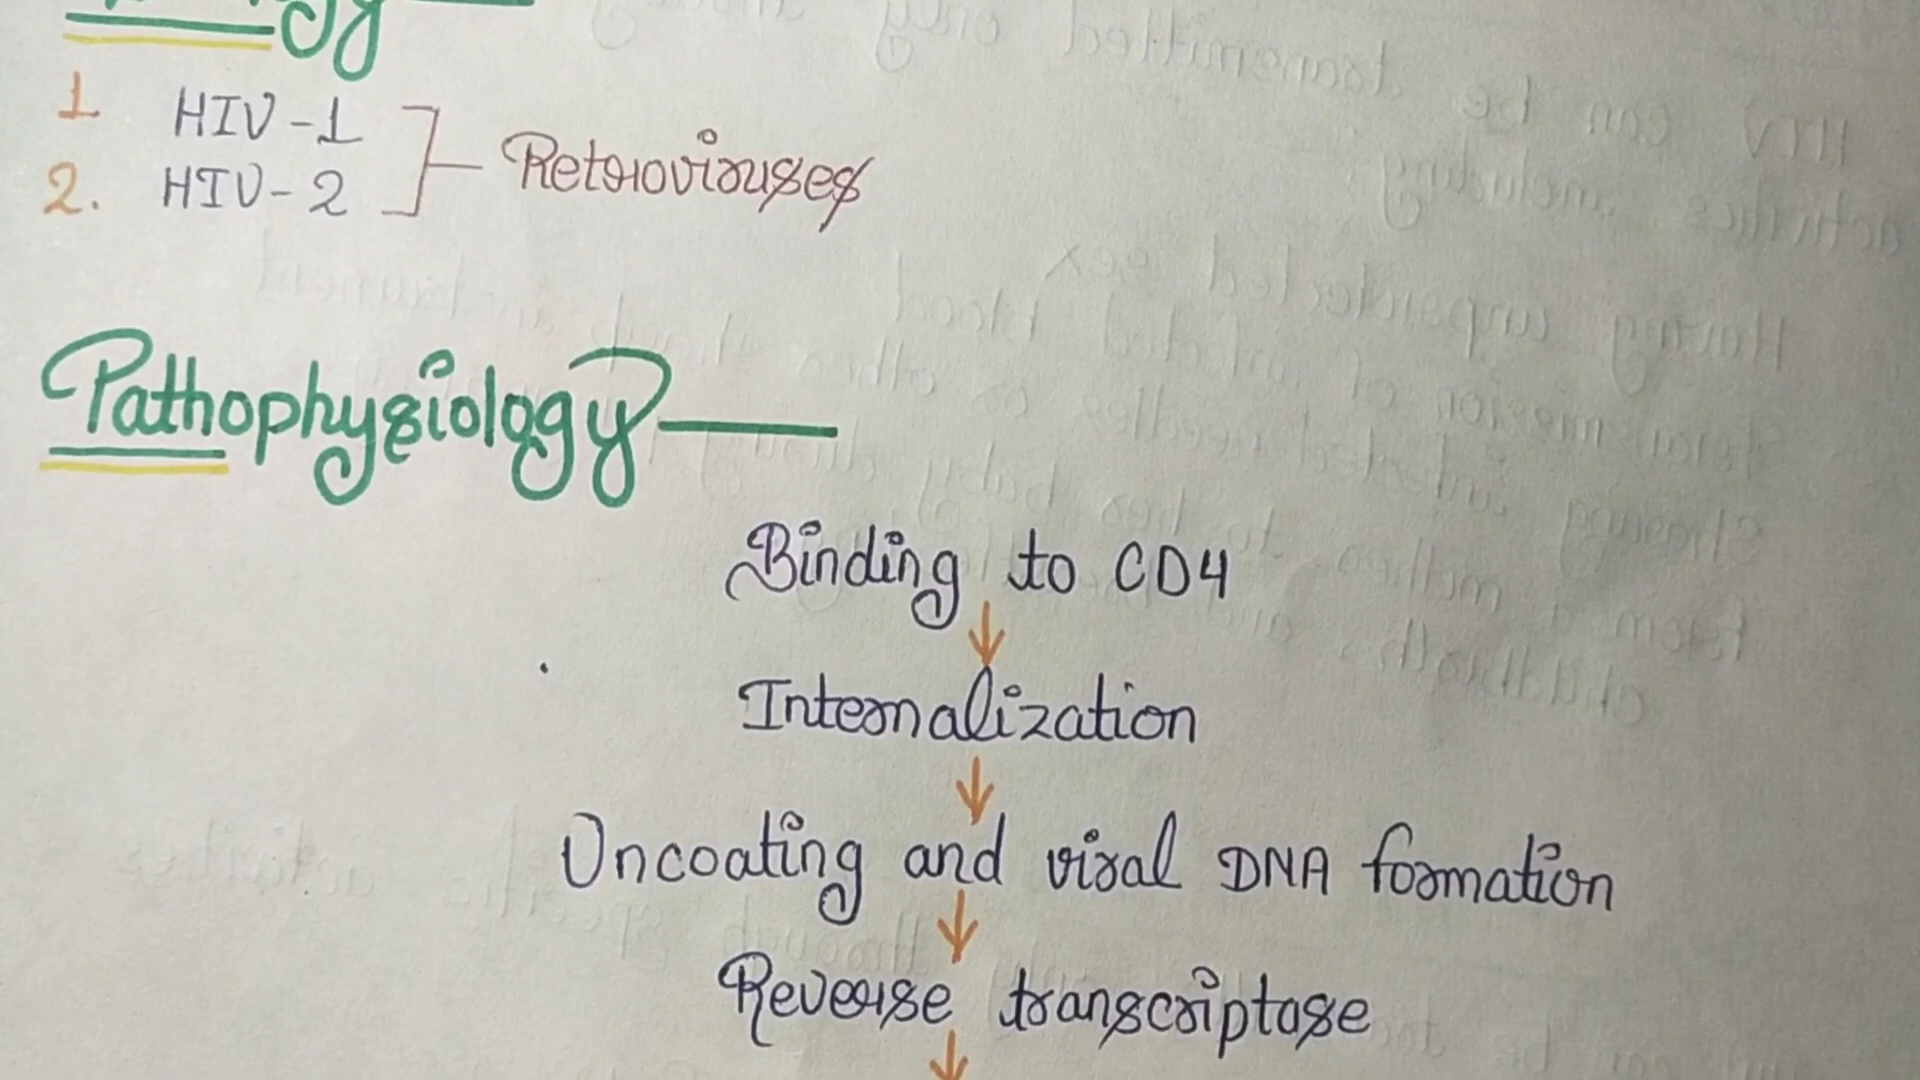 1. HIV-1
2. HIV-2
Retroviruses
Pathophysiology
Binding to CD4
Internalization
Uncoating and viral DNA formation
Reverse transcriptase